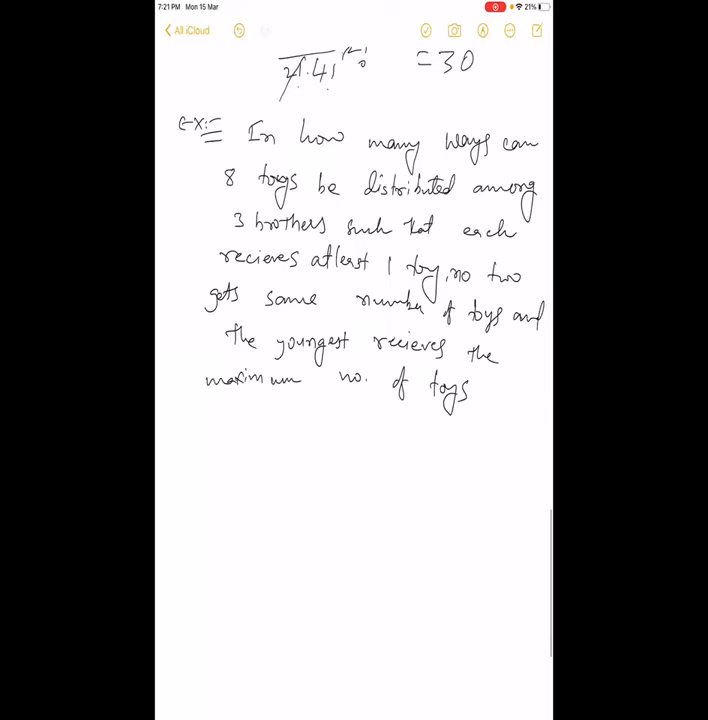 7:21 PM Mon 15 Mar
21%
All iCloud
= 30
Ex:- In how many ways can
8 toys be distributed among
3 brothers such that each
recieves atleast 1 toy, no two
gets same number of toys and
the youngest recieves the
maximum no. of toys